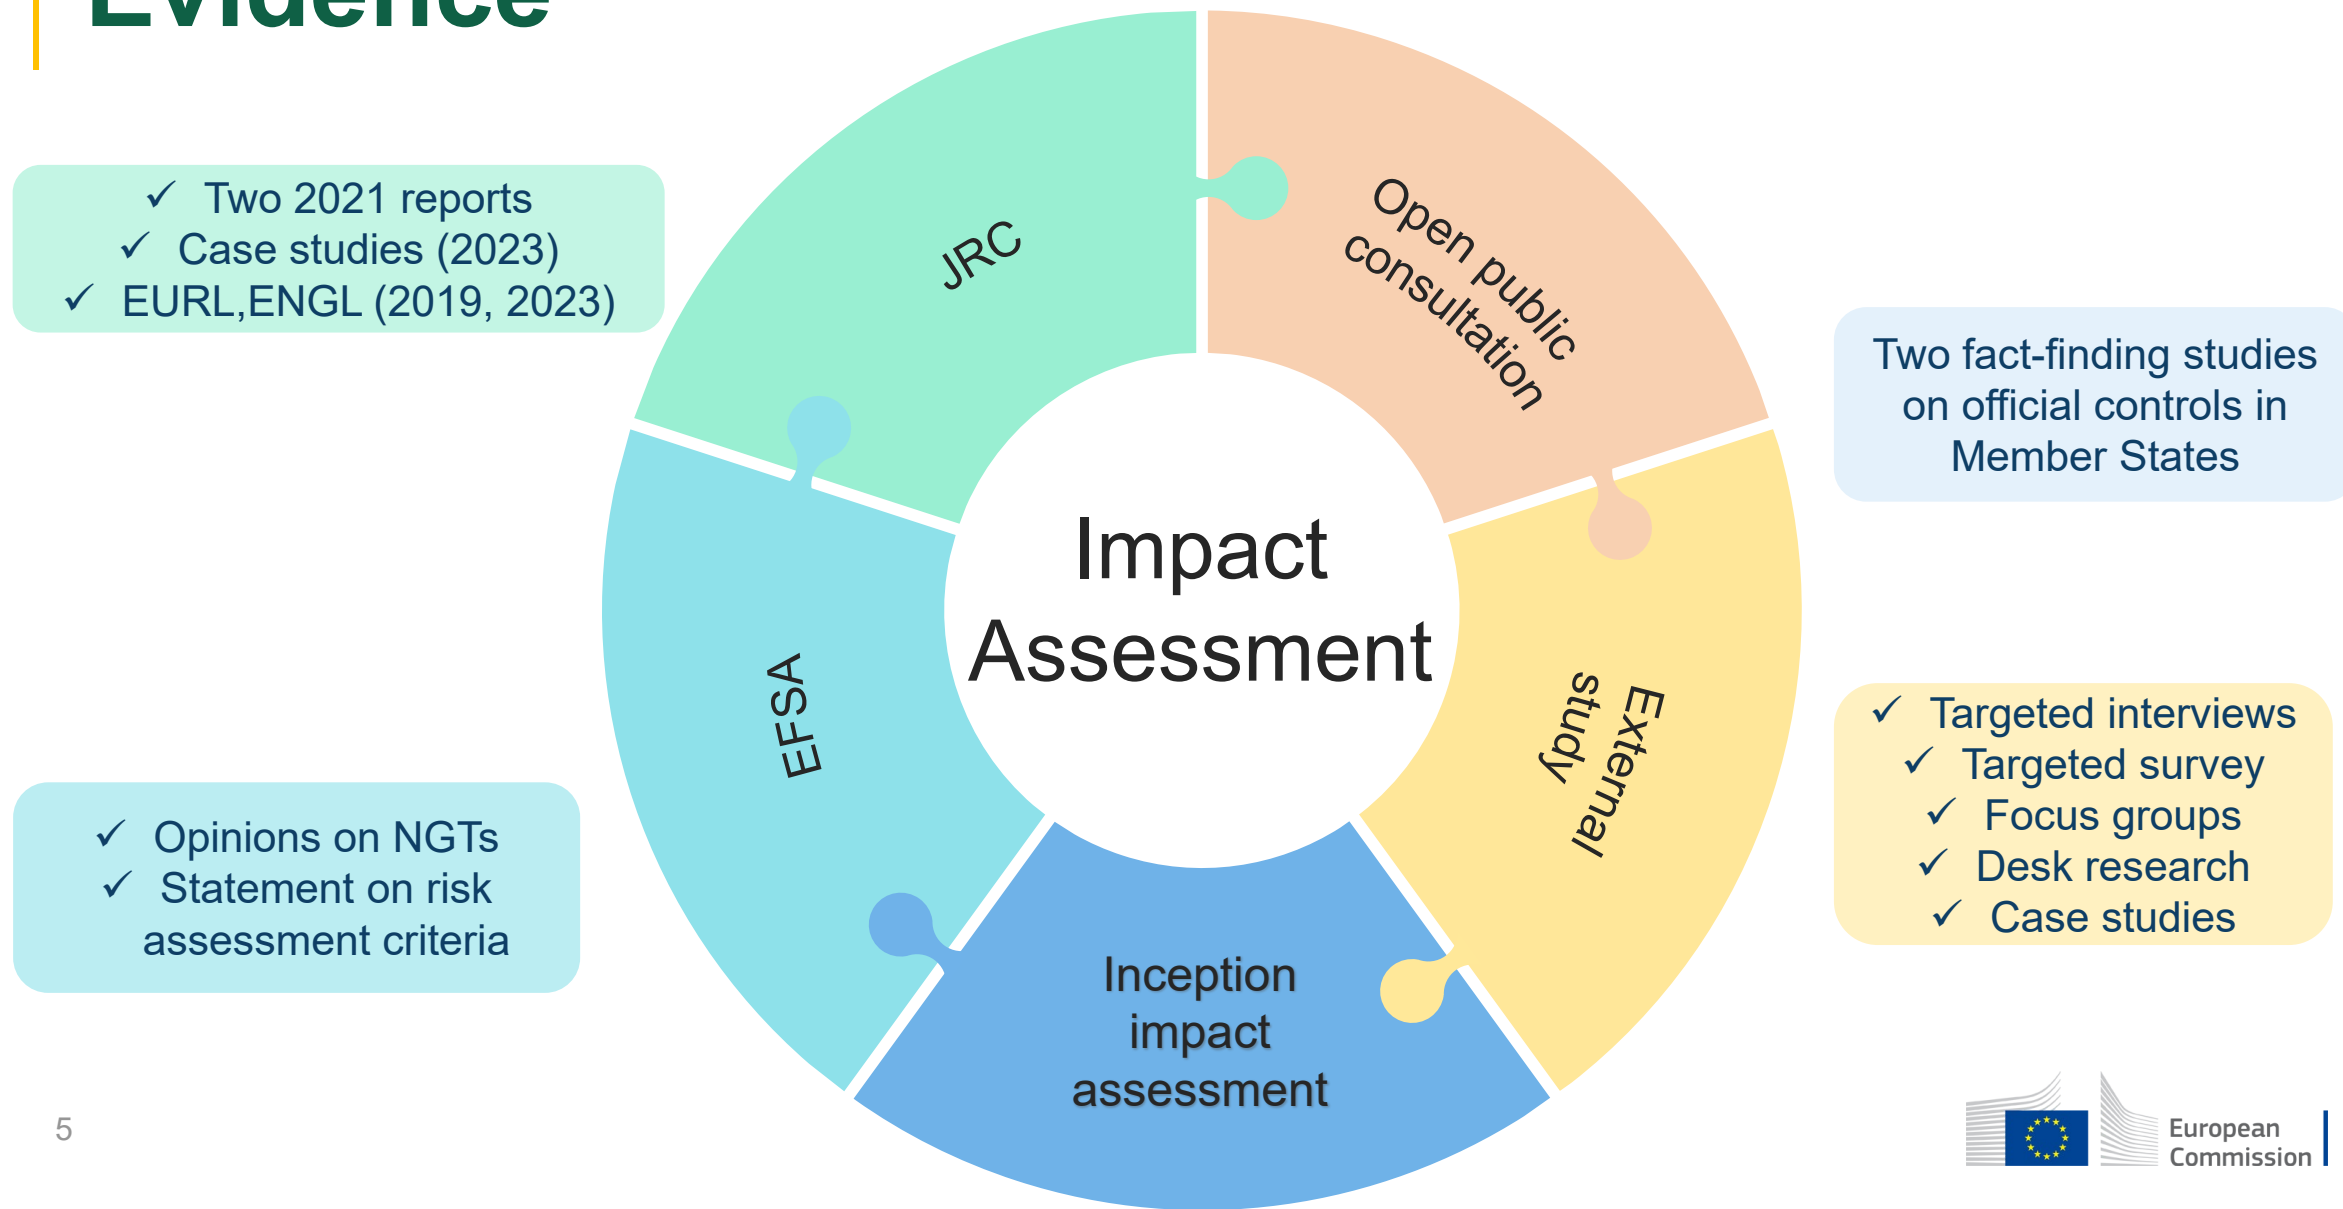 Evidence
✓ Two 2021 reports
✓ Case studies (2023)
✓ EURL,ENGL (2019, 2023)
JRC
Open public
consultation
Two fact-finding studies
on official controls in
Member States
Impact
Assessment
EFSA
External
study
✓ Targeted interviews
✓ Targeted survey
✓ Focus groups
✓ Desk research
✓ Case studies
✓ Opinions on NGTs
✓ Statement on risk
assessment criteria
Inception
impact
assessment
5
European
Commission